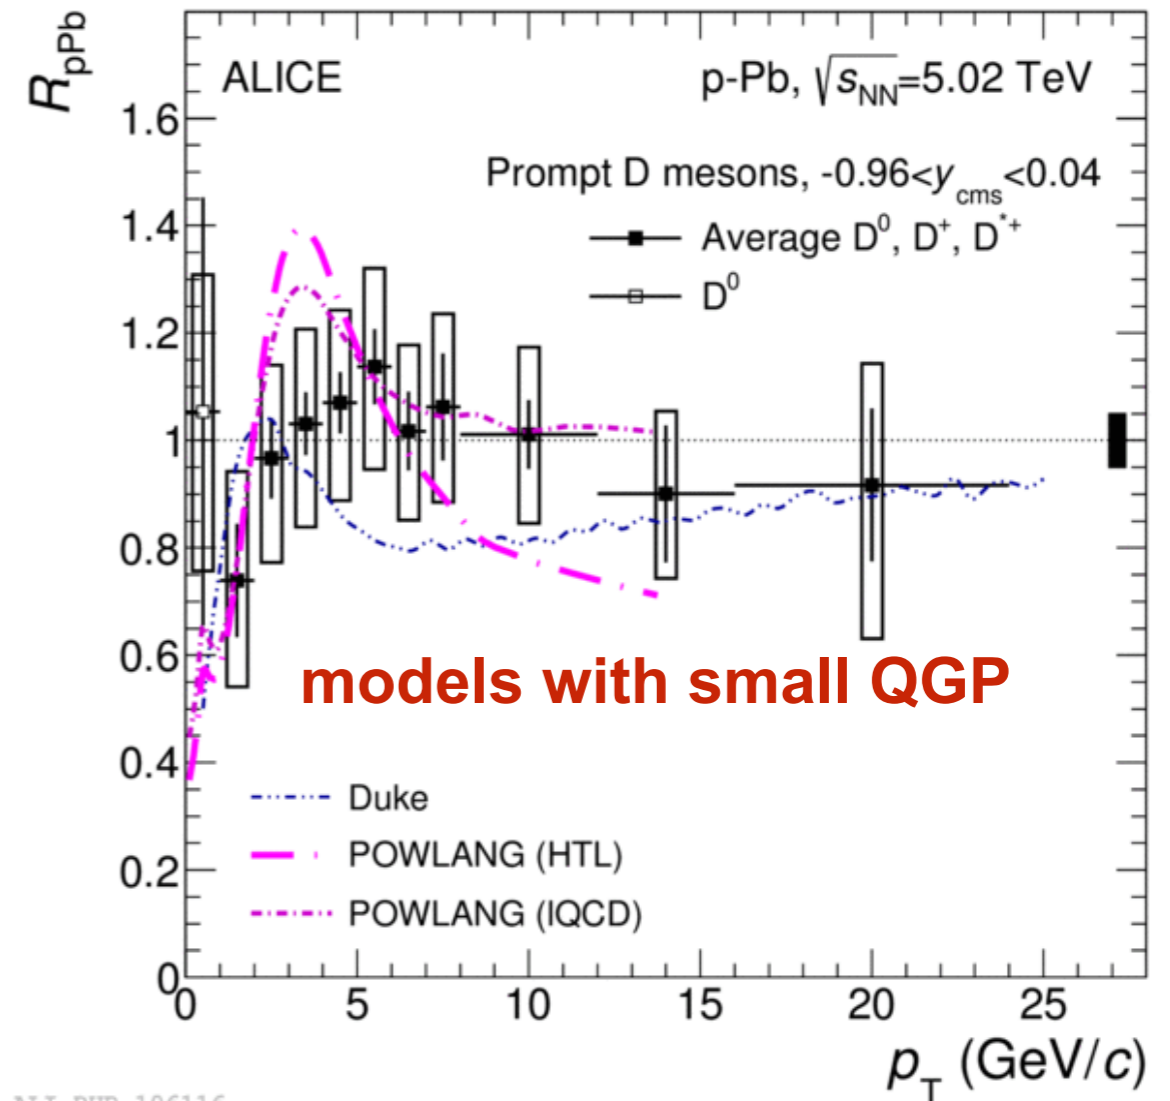 R_pPb
ALICE
p-Pb, √s_NN=5.02 TeV
Prompt D mesons, -0.96<y_cms<0.04
Average D⁰, D⁺, D*⁺
D⁰
1.6
1.4
1.2
1
0.8
0.6
0.4
0.2
0
models with small QGP
Duke
POWLANG (HTL)
POWLANG (lQCD)
0 5 10 15 20 25
p_T (GeV/c)